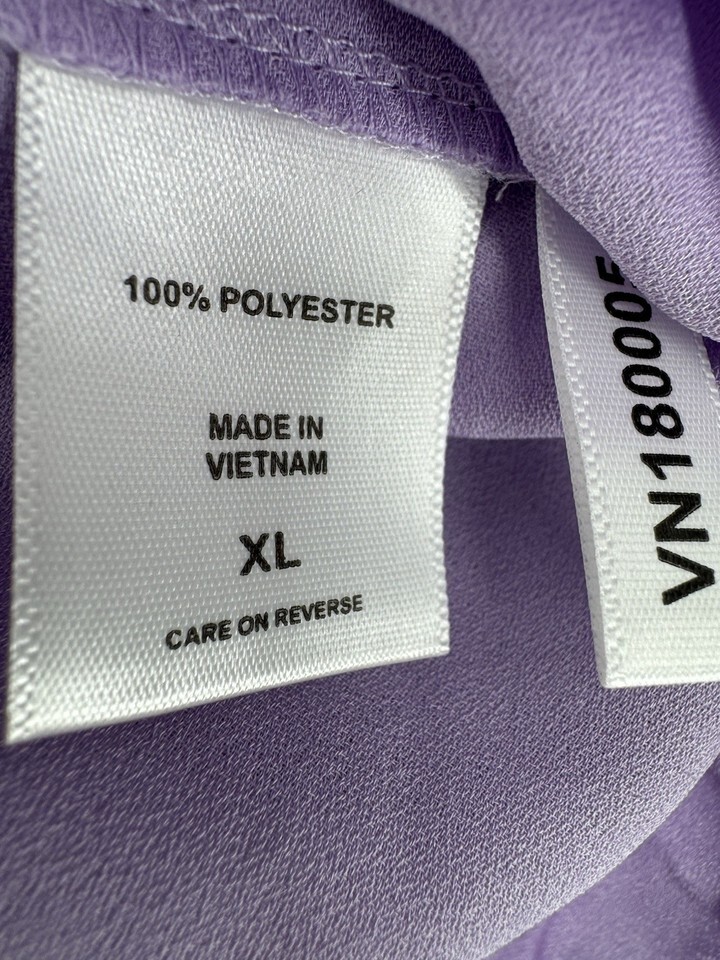 100% POLYESTER
MADE IN
VIETNAM
XL
CARE ON REVERSE
VN180005